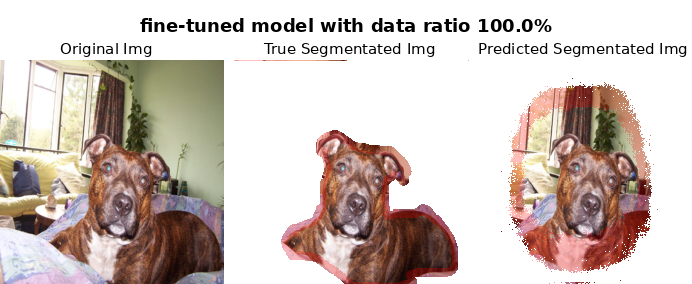 fine-tuned model with data ratio 100.0%
Original Img
True Segmentated Img
Predicted Segmentated Img